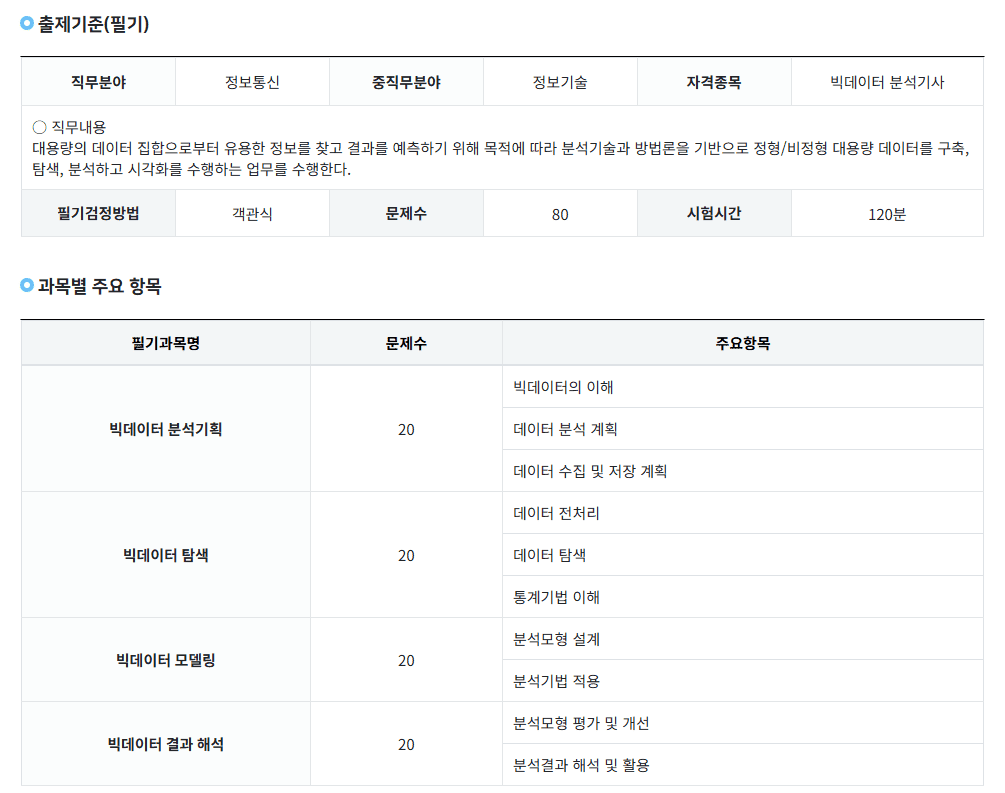 출제기준(필기)
직무분야 정보통신 중직무분야 정보기술 자격종목 빅데이터 분석기사
○ 직무내용
대용량의 데이터 집합으로부터 유용한 정보를 찾고 결과를 예측하기 위해 목적에 따라 분석기술과 방법론을 기반으로 정형/비정형 대용량 데이터를 구축,
탐색, 분석하고 시각화를 수행하는 업무를 수행한다.
필기검정방법 객관식 문제수 80 시험시간 120분
과목별 주요 항목
필기과목명 문제수 주요항목
빅데이터 분석기획 20
빅데이터의 이해
데이터 분석 계획
데이터 수집 및 저장 계획
빅데이터 탐색 20
데이터 전처리
데이터 탐색
통계기법 이해
빅데이터 모델링 20
분석모형 설계
분석기법 적용
빅데이터 결과 해석 20
분석모형 평가 및 개선
분석결과 해석 및 활용